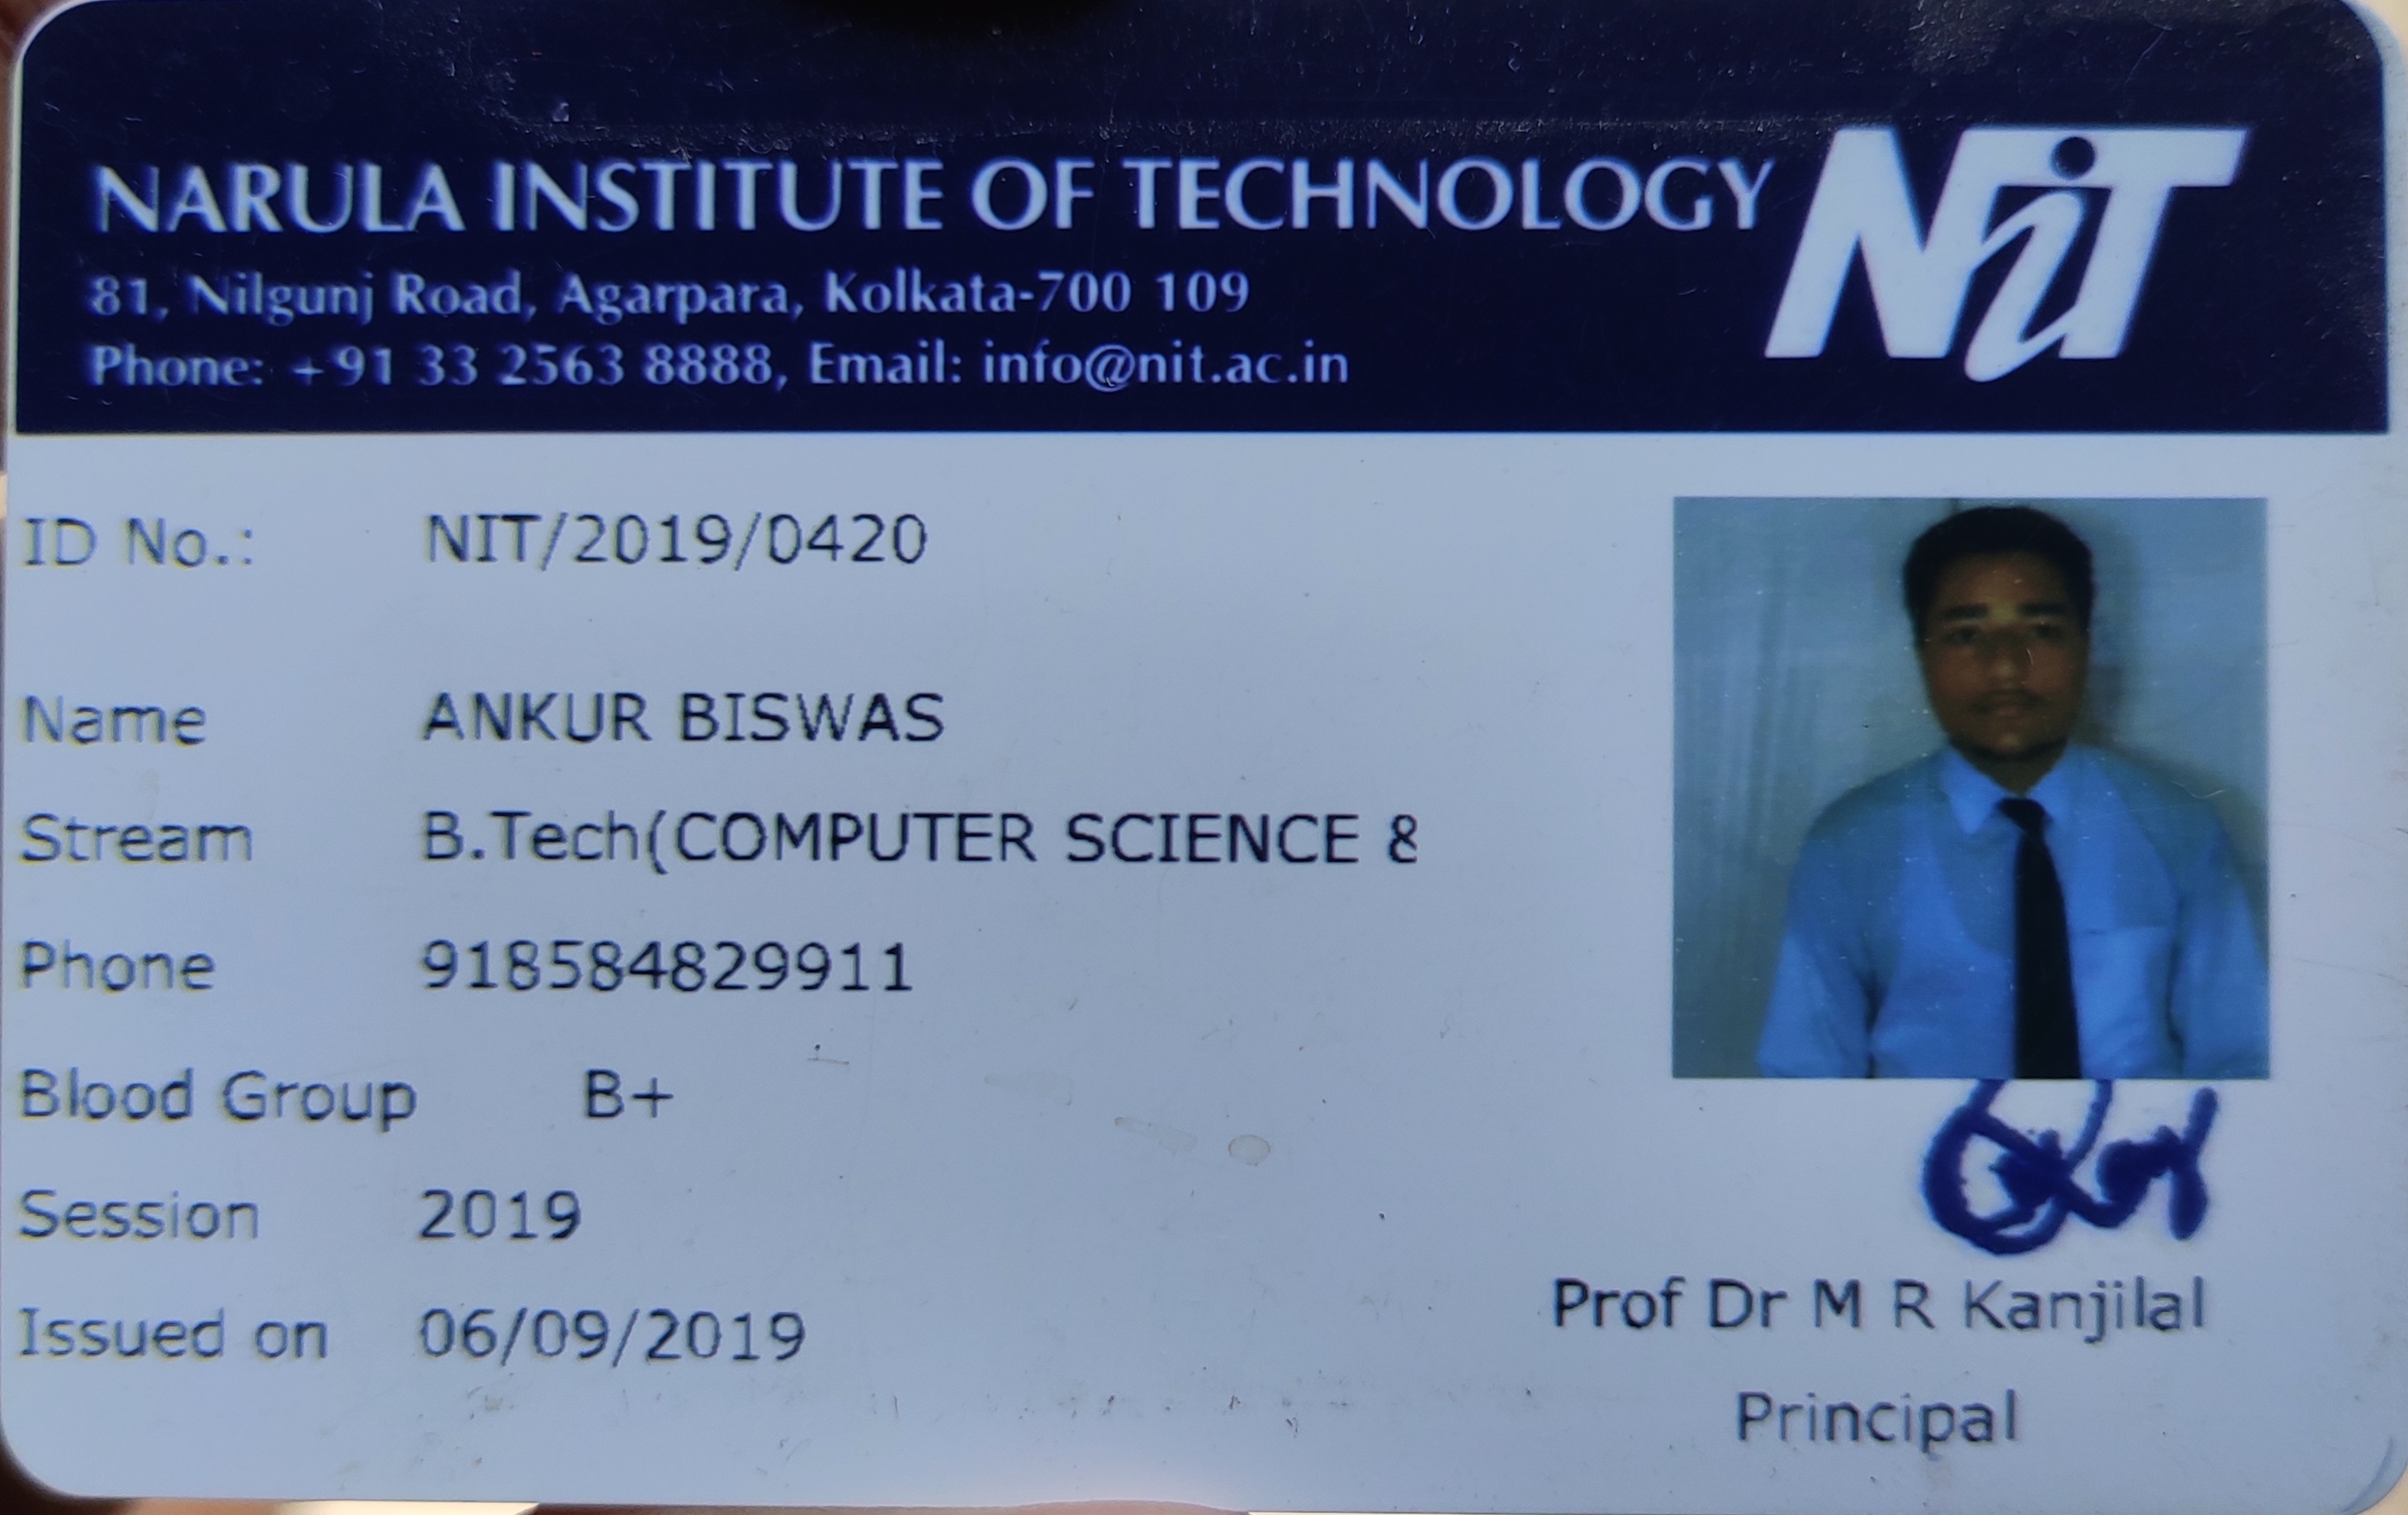 NARULA INSTITUTE OF TECHNOLOGY
NiT
81, Nilgunj Road, Agarpara, Kolkata-700 109
Phone: +91 33 2563 8888, Email: info@nit.ac.in
ID No.: NIT/2019/0420
Name ANKUR BISWAS
Stream B.Tech(COMPUTER SCIENCE &
Phone 918584829911
Blood Group B+
Session 2019
Issued on 06/09/2019
Prof Dr M R Kanjilal
Principal